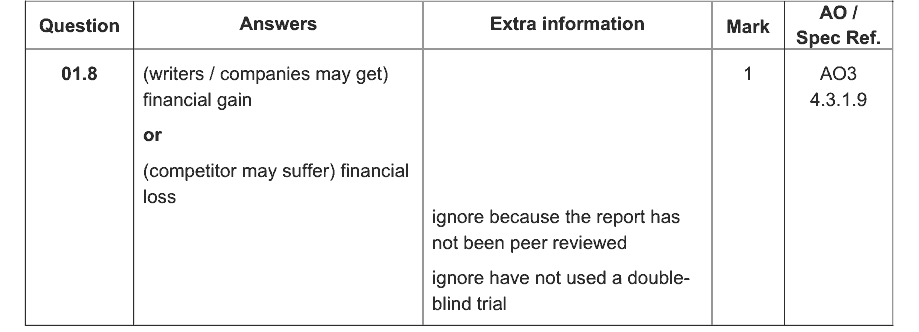 Question Answers Extra information Mark AO /
Spec Ref.
01.8 (writers / companies may get) 1 AO3
financial gain 4.3.1.9
or
(competitor may suffer) financial
loss
ignore because the report has
not been peer reviewed
ignore have not used a double-
blind trial